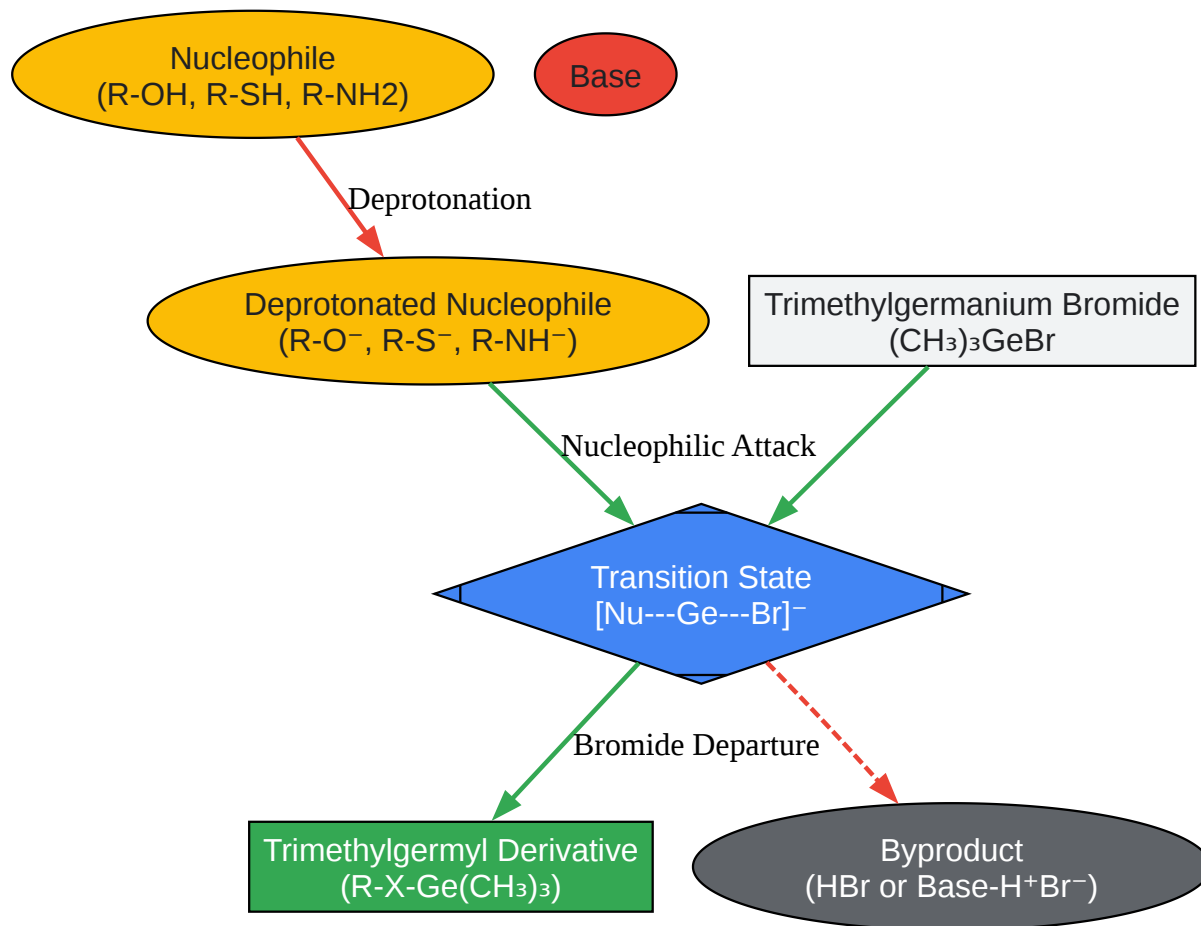 Nucleophile
(R-OH, R-SH, R-NH2)
Base
Deprotonation
Deprotonated Nucleophile
(R-O⁻, R-S⁻, R-NH⁻)
Trimethylgermanium Bromide
(CH₃)₃GeBr
Nucleophilic Attack
Transition State
[Nu---Ge---Br]⁻
Bromide Departure
Trimethylgermyl Derivative
(R-X-Ge(CH₃)₃)
Byproduct
(HBr or Base-H⁺Br⁻)